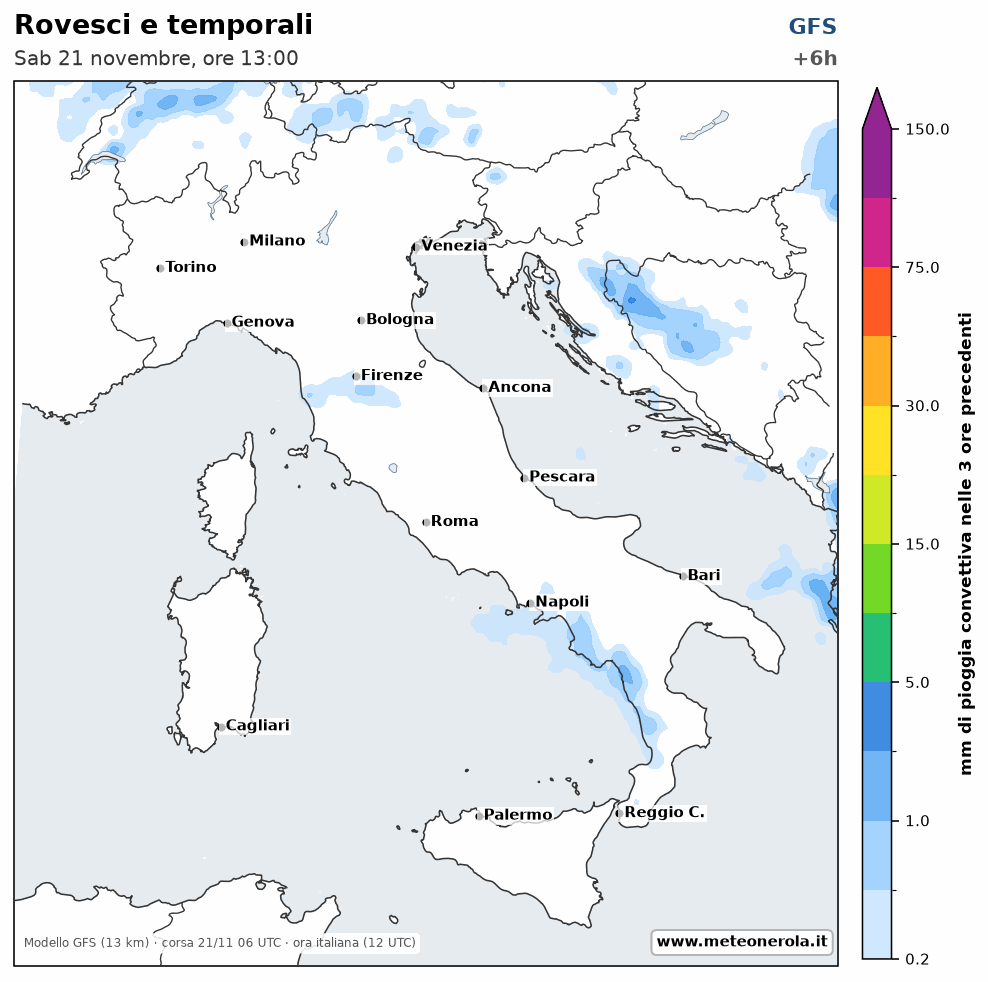 Rovesci e temporali
GFS
Sab 21 novembre, ore 13:00
+6h
150.0
75.0
30.0
15.0
5.0
1.0
0.2
mm di pioggia convettiva nelle 3 ore precedenti
Milano
Venezia
Torino
Genova
Bologna
Firenze
Ancona
Pescara
Roma
Bari
Napoli
Cagliari
Palermo
Reggio C.
Modello GFS (13 km) · corsa 21/11 06 UTC · ora italiana (12 UTC)
www.meteonerola.it